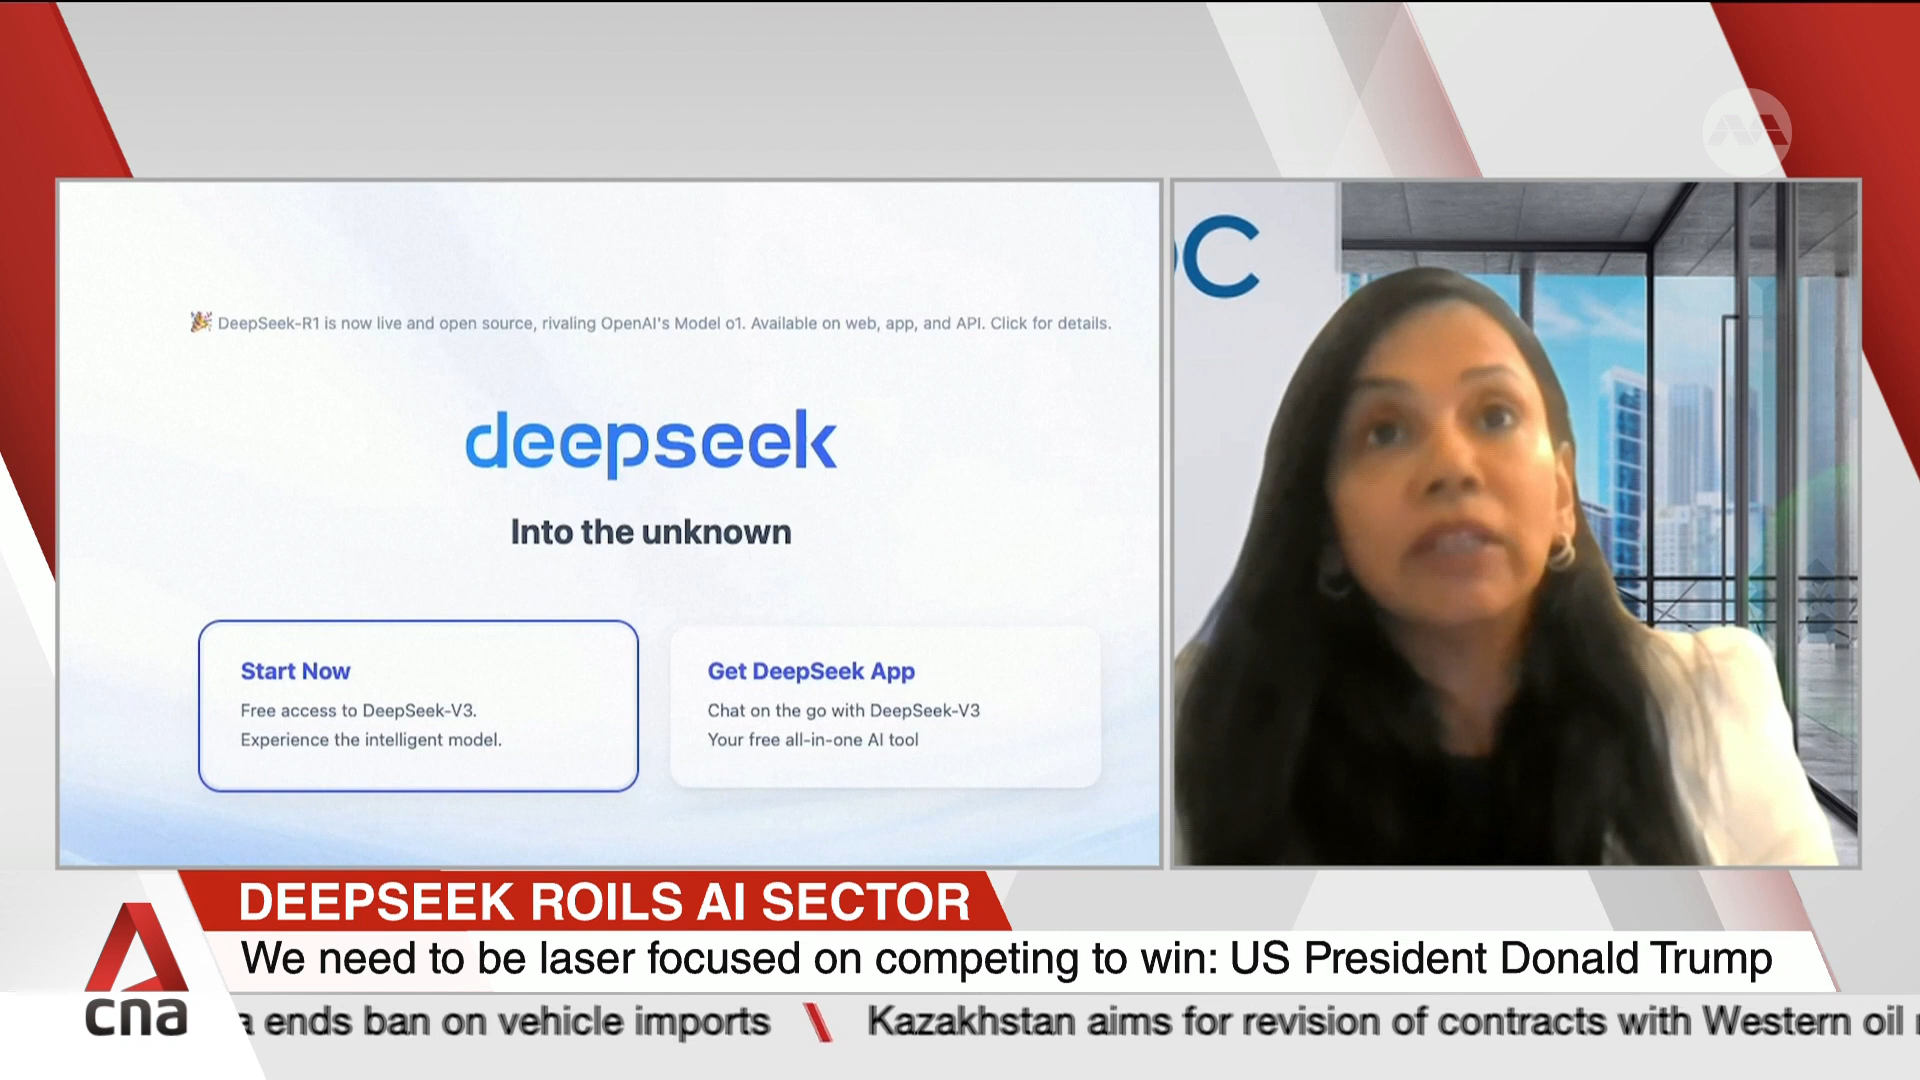 DeepSeek-R1 is now live and open source, rivaling OpenAI's Model o1. Available on web, app, and API. Click for details.
deepseek
Into the unknown
Start Now
Free access to DeepSeek-V3.
Experience the intelligent model.
Get DeepSeek App
Chat on the go with DeepSeek-V3
Your free all-in-one AI tool
C
DEEPSEEK ROILS AI SECTOR
We need to be laser focused on competing to win: US President Donald Trump
cna
a ends ban on vehicle imports
Kazakhstan aims for revision of contracts with Western oil